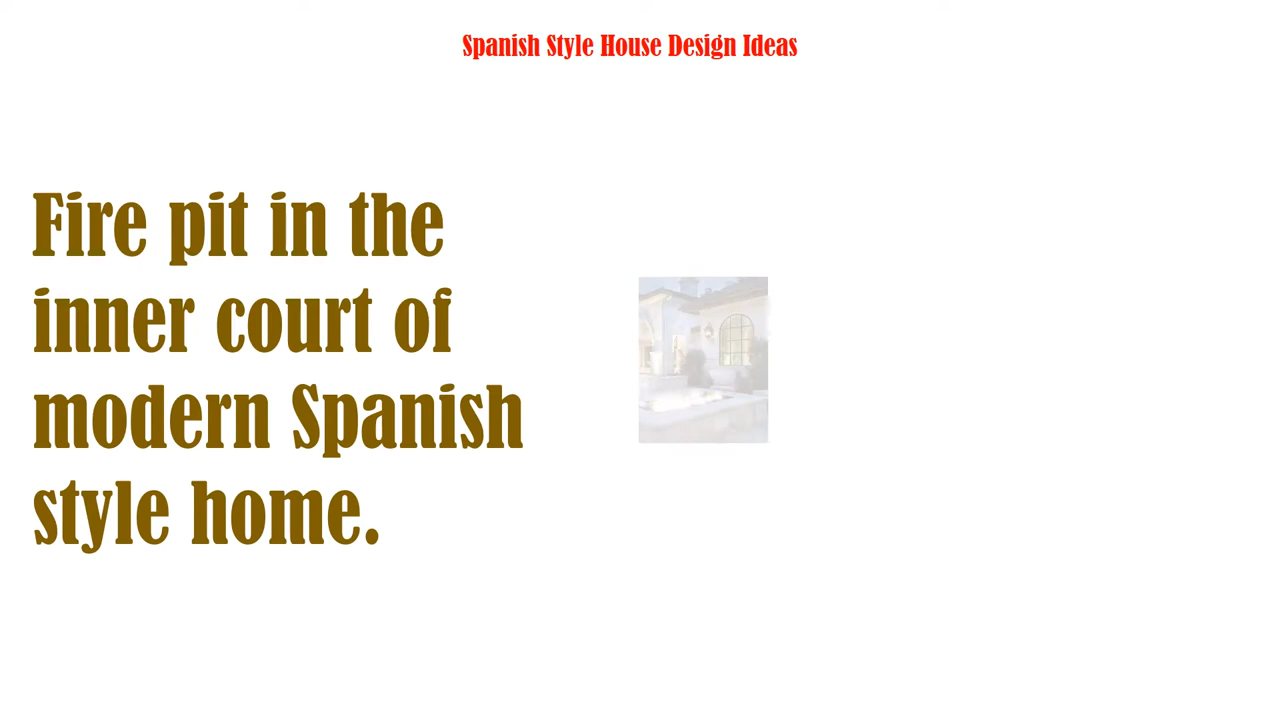 Spanish Style House Design Ideas
Fire pit in the
inner court of
modern Spanish
style home.